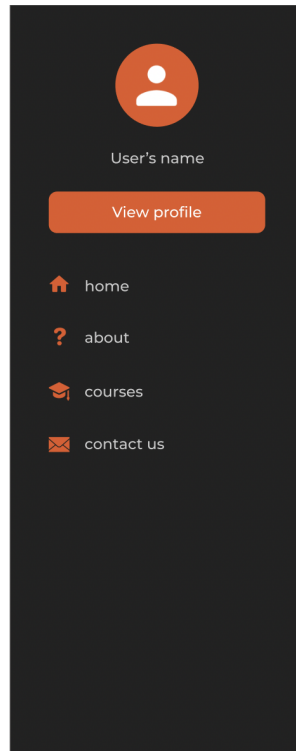 User's name
View profile
home
about
courses
contact us